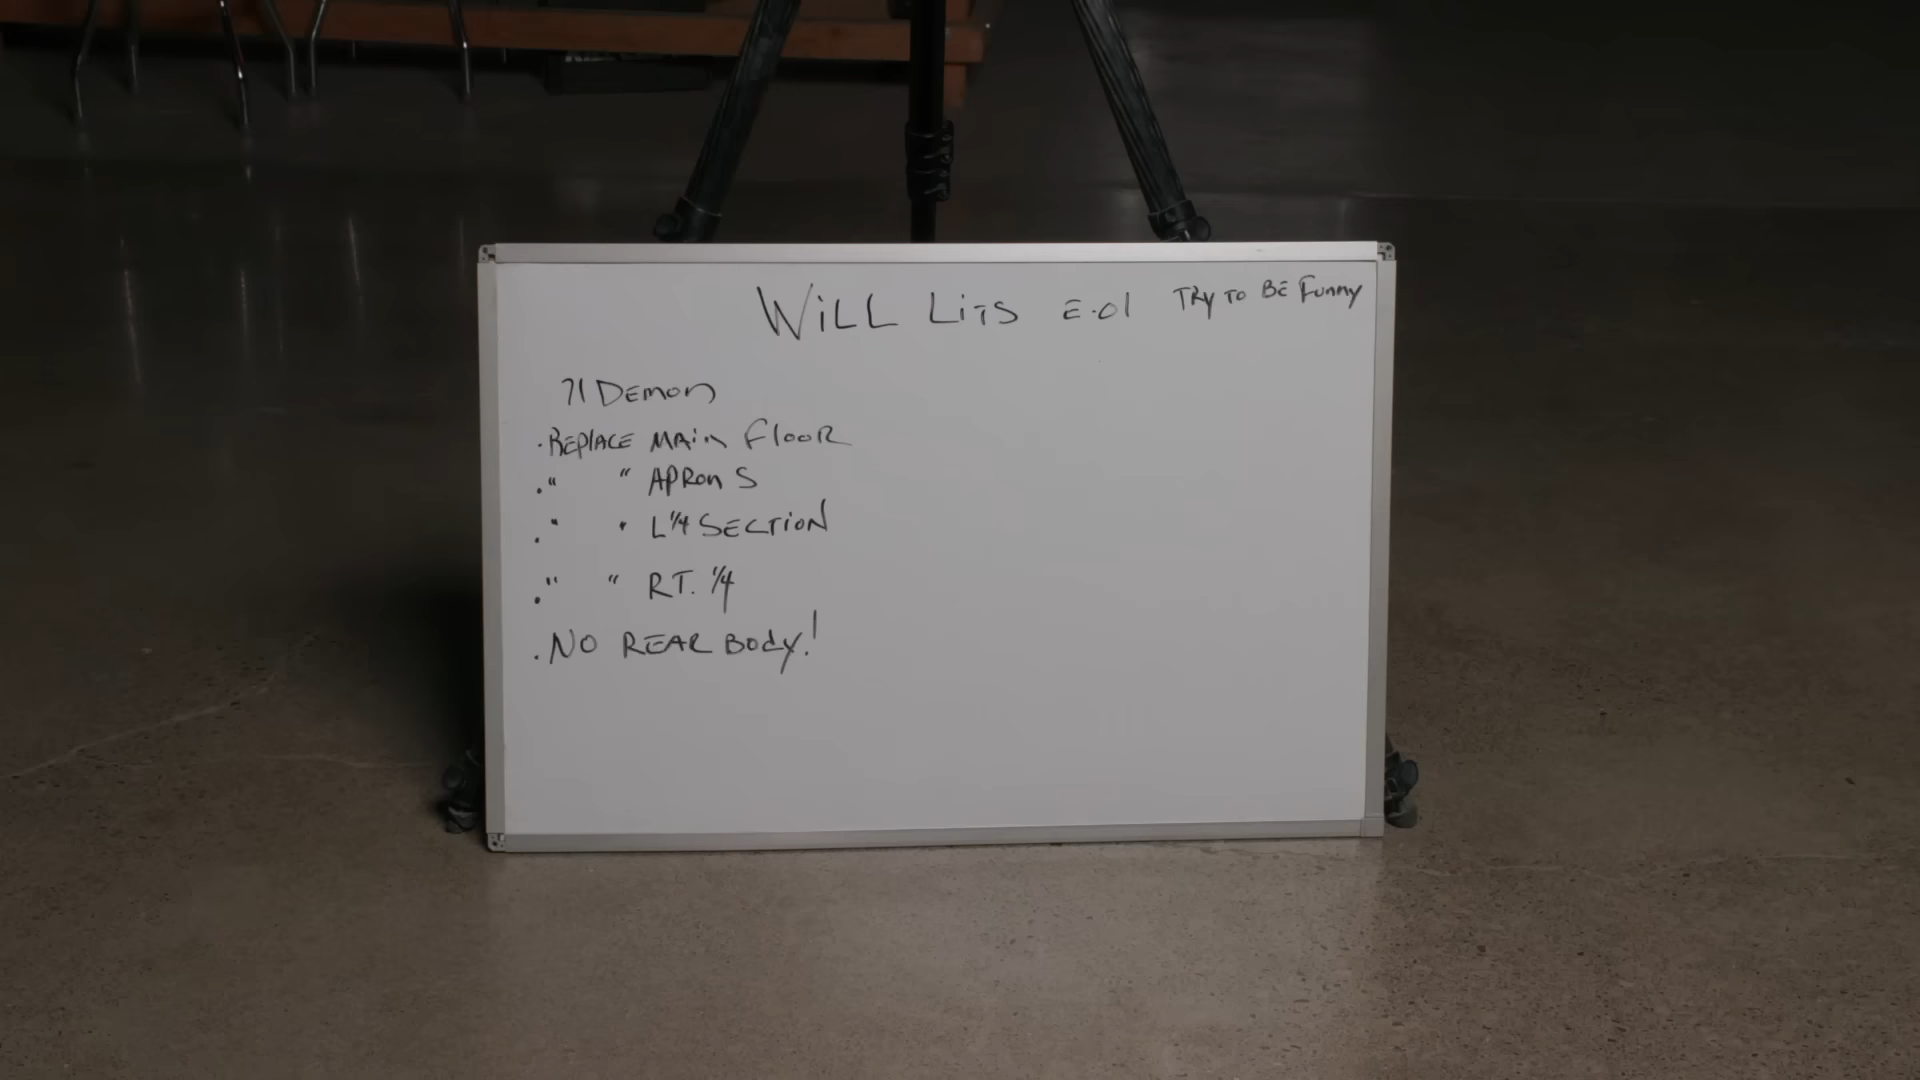 WiLL LiTS E.01 TRy To BE Funny
71 DEmon
. REPlACE MAin FlooR
." " APRon S
." " L 1/4 SECTiON
." " RT. 1/4
. NO REAR BOdy!